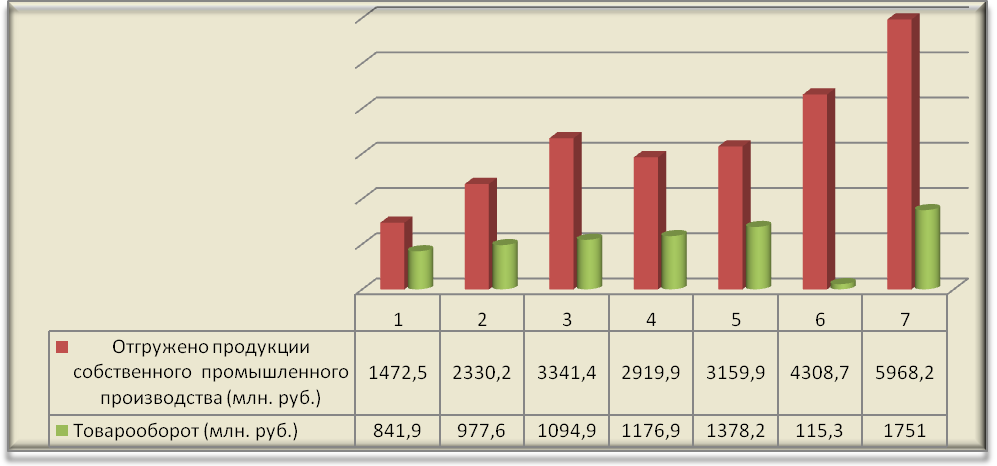 1 2 3 4 5 6 7
Отгружено продукции
собственного промышленного
производства (млн. руб.)
1472,5 2330,2 3341,4 2919,9 3159,9 4308,7 5968,2
Товарооборот (млн. руб.) 841,9 977,6 1094,9 1176,9 1378,2 115,3 1751